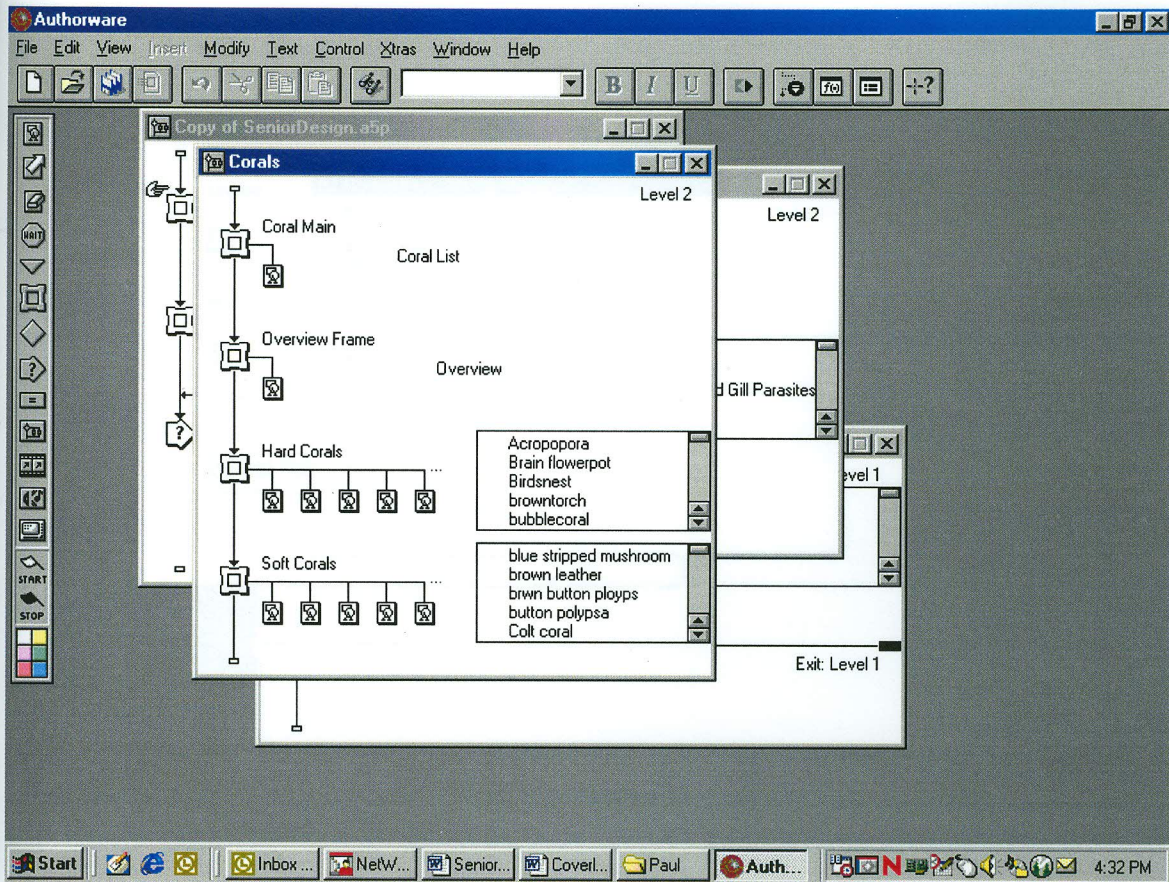 Authorware
File Edit View Insert Modify Text Control Xtras Window Help
B I U
Copy of SeniorDesign.a5p
Corals
Level 2
Level 2
Coral Main
Coral List
Overview Frame
Overview
d Gill Parasites
Hard Corals
Acropopora
Brain flowerpot
Birdsnest
browntorch
bubblecoral
evel 1
Soft Corals
blue stripped mushroom
brown leather
brwn button ployps
button polypsa
Colt coral
Exit: Level 1
WAIT
START
STOP
Start Inbox ... NetW... Senior... Coverl... Paul Auth... 4:32 PM